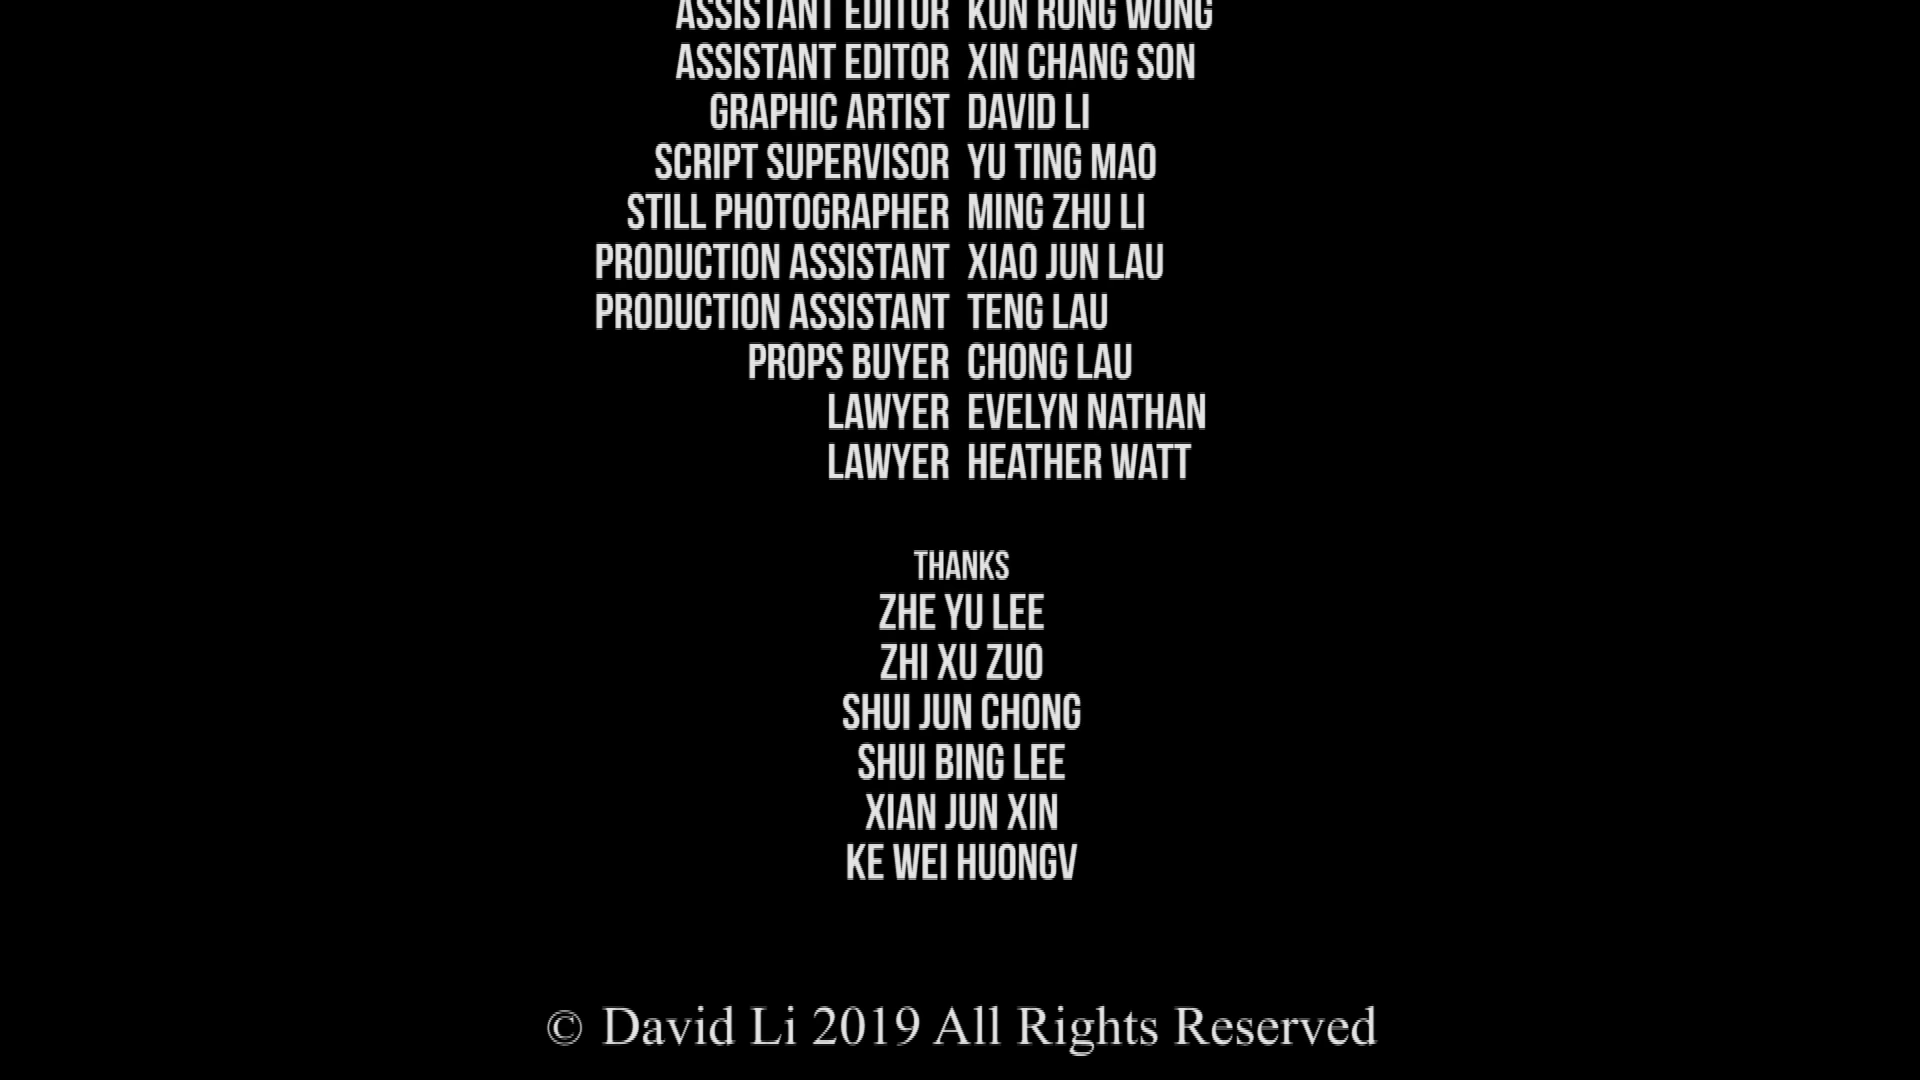 ASSISTANT EDITOR KUN RONG WONG
ASSISTANT EDITOR XIN CHANG SON
GRAPHIC ARTIST DAVID LI
SCRIPT SUPERVISOR YU TING MAO
STILL PHOTOGRAPHER MING ZHU LI
PRODUCTION ASSISTANT XIAO JUN LAU
PRODUCTION ASSISTANT TENG LAU
PROPS BUYER CHONG LAU
LAWYER EVELYN NATHAN
LAWYER HEATHER WATT
THANKS
ZHE YU LEE
ZHI XU ZUO
SHUI JUN CHONG
SHUI BING LEE
XIAN JUN XIN
KE WEI HUONGV
© David Li 2019 All Rights Reserved